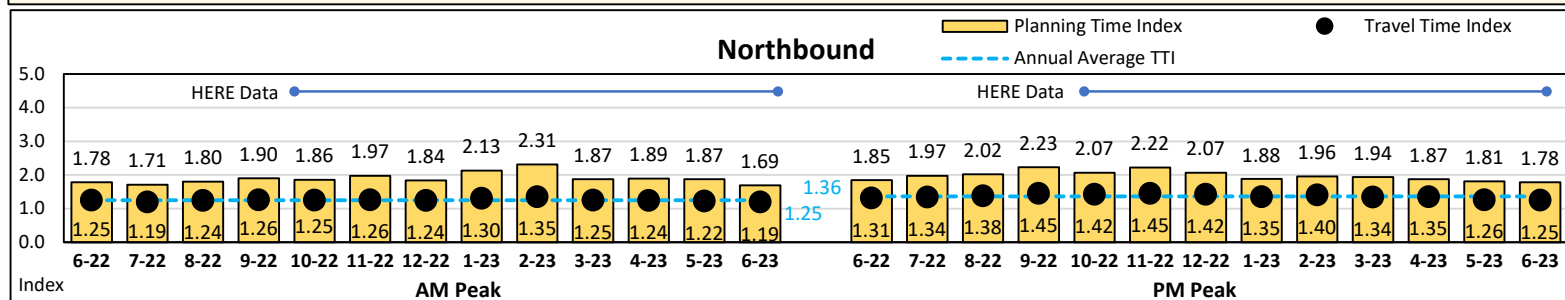 Northbound
Planning Time Index
Travel Time Index
Annual Average TTI
5.0
4.0
3.0
2.0
1.0
0.0
Index
HERE Data
HERE Data
1.78 1.71 1.80 1.90 1.86 1.97 1.84 2.13 2.31 1.87 1.89 1.87 1.69
1.85 1.97 2.02 2.23 2.07 2.22 2.07 1.88 1.96 1.94 1.87 1.81 1.78
1.36
1.25
1.25 1.19 1.24 1.26 1.25 1.26 1.24 1.30 1.35 1.25 1.24 1.22 1.19
1.31 1.34 1.38 1.45 1.42 1.45 1.42 1.35 1.40 1.34 1.35 1.26 1.25
6-22 7-22 8-22 9-22 10-22 11-22 12-22 1-23 2-23 3-23 4-23 5-23 6-23
6-22 7-22 8-22 9-22 10-22 11-22 12-22 1-23 2-23 3-23 4-23 5-23 6-23
AM Peak
PM Peak